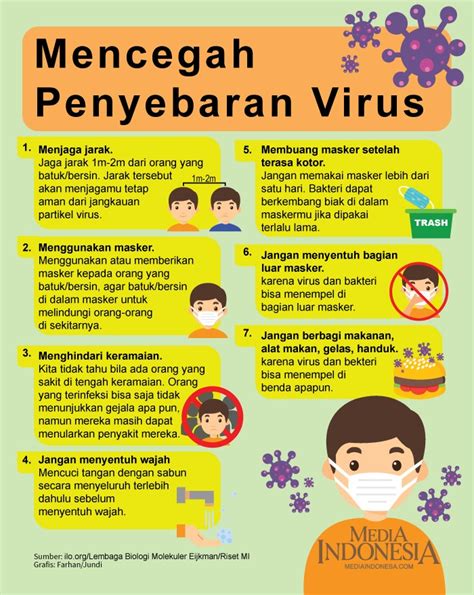 Mencegah
Penyebaran Virus
1. Menjaga jarak.
Jaga jarak 1m-2m dari orang yang
batuk/bersin. Jarak tersebut
akan menjagamu tetap
aman dari jangkauan
partikel virus.
1m-2m
2. Menggunakan masker.
Menggunakan atau memberikan
masker kepada orang yang
batuk/bersin, agar batuk/bersin
di dalam masker untuk
melindungi orang-orang
di sekitarnya.
3. Menghindari keramaian.
Kita tidak tahu bila ada orang yang
sakit di tengah keramaian. Orang
yang terinfeksi bisa saja tidak
menunjukkan gejala apa pun,
namun mereka masih dapat
menularkan penyakit mereka.
4. Jangan menyentuh wajah
Mencuci tangan dengan sabun
secara menyeluruh terlebih
dahulu sebelum
menyentuh wajah.
5. Membuang masker setelah
terasa kotor.
Jangan memakai masker lebih dari
satu hari. Bakteri dapat
berkembang biak di dalam
maskermu jika dipakai
terlalu lama.
TRASH
6. Jangan menyentuh bagian
luar masker.
karena virus dan bakteri
bisa menempel di
bagian luar masker.
7. Jangan berbagi makanan,
alat makan, gelas, handuk.
karena virus dan bekteri
bisa menempel di
benda apapun.
Sumber: ilo.org/Lembaga Biologi Molekuler Eijkman/Riset MI
Grafis: Farhan/Jundi
MEDIA
INDONESIA
MEDIAINDONESIA.COM